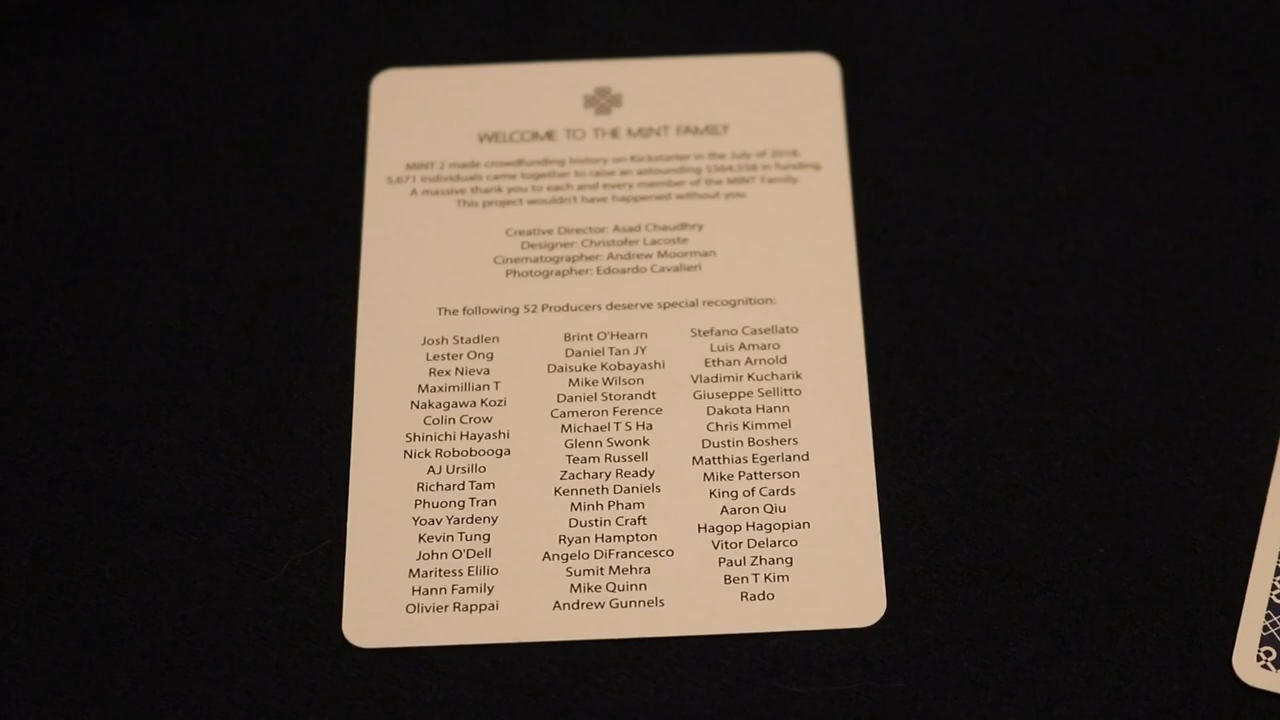 WELCOME TO THE MINT FAMILY
MINT 2 made crowdfunding history on Kickstarter in the July of 2018.
5,671 individuals came together to raise an astounding in funding.
A massive thank you to each and every member of the MINT Family.
This project wouldn't have happened without you.
Creative Director: Asad Chaudhry
Designer: Christofer Lacoste
Cinematographer: Andrew Moorman
Photographer: Edoardo Cavalieri
The following 52 Producers deserve special recognition:
Josh Stadlen
Lester Ong
Rex Nieva
Maximillian T
Nakagawa Kozi
Colin Crow
Shinichi Hayashi
Nick Robobooga
AJ Ursillo
Richard Tam
Phuong Tran
Yoav Yardeny
Kevin Tung
John O'Dell
Maritess Elilio
Hann Family
Olivier Rappai
Brint O'Hearn
Daniel Tan JY
Daisuke Kobayashi
Mike Wilson
Daniel Storandt
Cameron Ference
Michael T S Ha
Glenn Swonk
Team Russell
Zachary Ready
Kenneth Daniels
Minh Pham
Dustin Craft
Ryan Hampton
Angelo DiFrancesco
Sumit Mehra
Mike Quinn
Andrew Gunnels
Stefano Casellato
Luis Amaro
Ethan Arnold
Vladimir Kucharik
Giuseppe Sellitto
Dakota Hann
Chris Kimmel
Dustin Boshers
Matthias Egerland
Mike Patterson
King of Cards
Aaron Qiu
Hagop Hagopian
Vitor Delarco
Paul Zhang
Ben T Kim
Rado